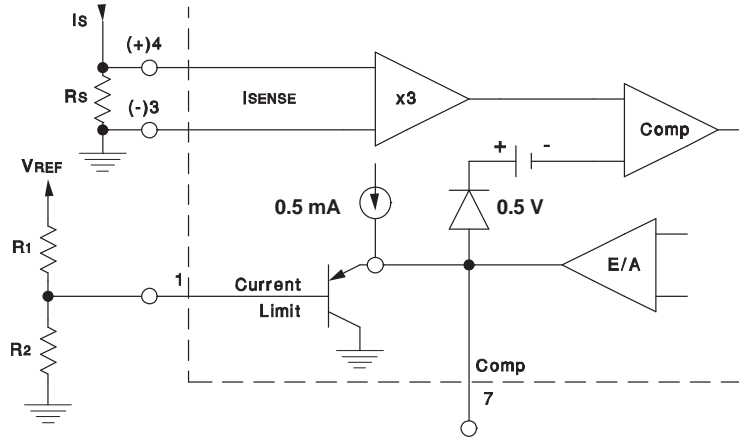 Is
(+)4
Rs
(-)3
ISENSE
x3
Comp
+ -
VREF
0.5 mA
0.5 V
R1
E/A
1
Current
Limit
R2
Comp
7